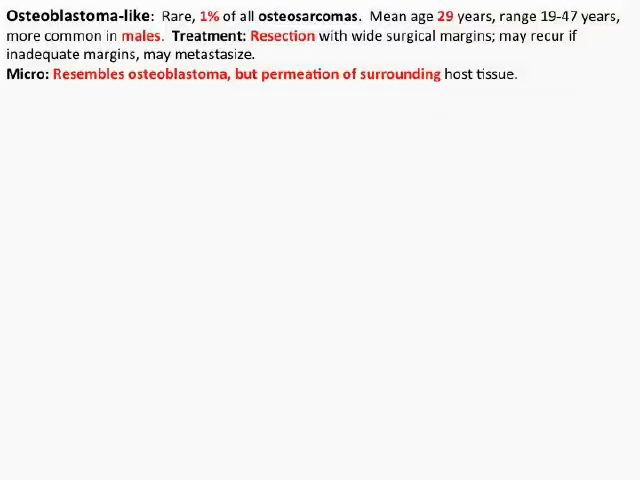 Osteoblastoma-like: Rare, 1% of all osteosarcomas. Mean age 29 years, range 19-47 years,
more common in males. Treatment: Resection with wide surgical margins; may recur if
inadequate margins, may metastasize.
Micro: Resembles osteoblastoma, but permeation of surrounding host tissue.